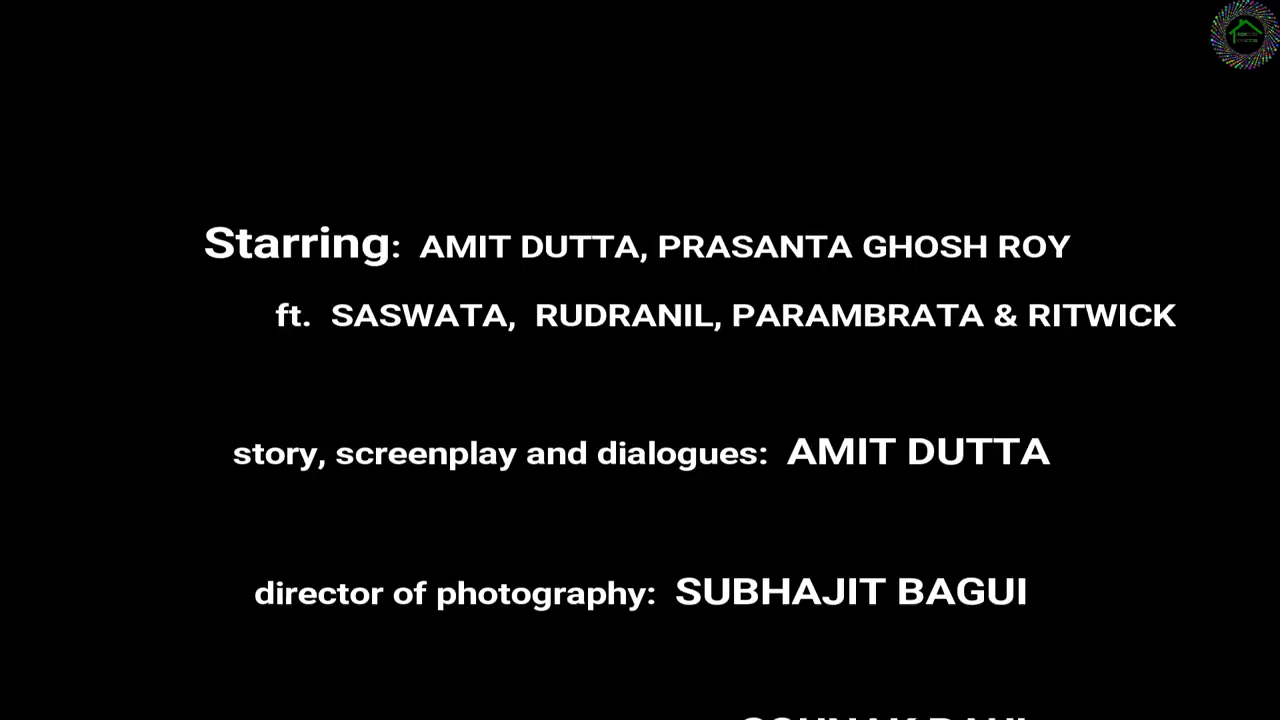 Starring: AMIT DUTTA, PRASANTA GHOSH ROY
ft. SASWATA, RUDRANIL, PARAMBRATA & RITWICK
story, screenplay and dialogues: AMIT DUTTA
director of photography: SUBHAJIT BAGUI